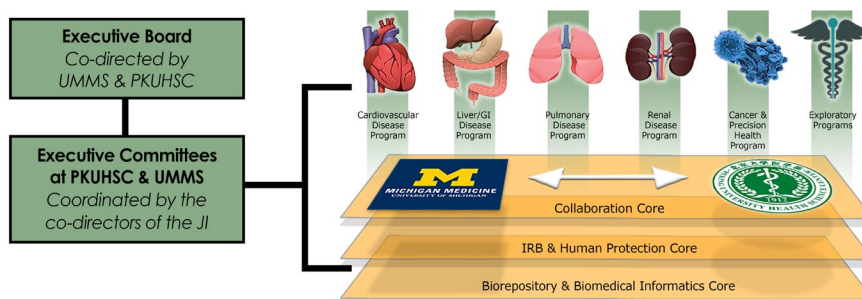 Executive Board
Co-directed by
UMMS & PKUHSC
Executive Committees
at PKUHSC & UMMS
Coordinated by the
co-directors of the JI
Cardiovascular
Disease
Program
Liver/GI
Disease
Program
Pulmonary
Disease
Program
Renal
Disease
Program
Cancer &
Precision
Health
Program
Exploratory
Programs
M
MICHIGAN MEDICINE
UNIVERSITY OF MICHIGAN
1912
Collaboration Core
IRB & Human Protection Core
Biorepository & Biomedical Informatics Core